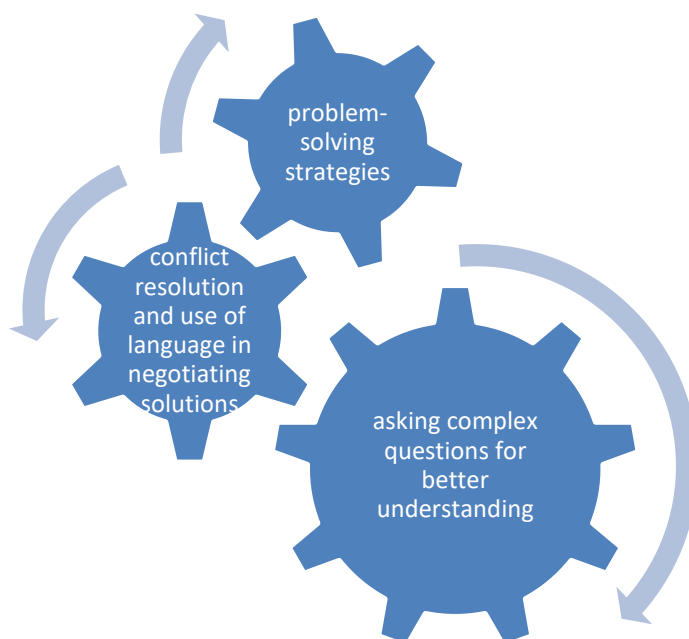 problem-
solving
strategies
conflict
resolution
and use of
language in
negotiating
solutions
asking complex
questions for
better
understanding